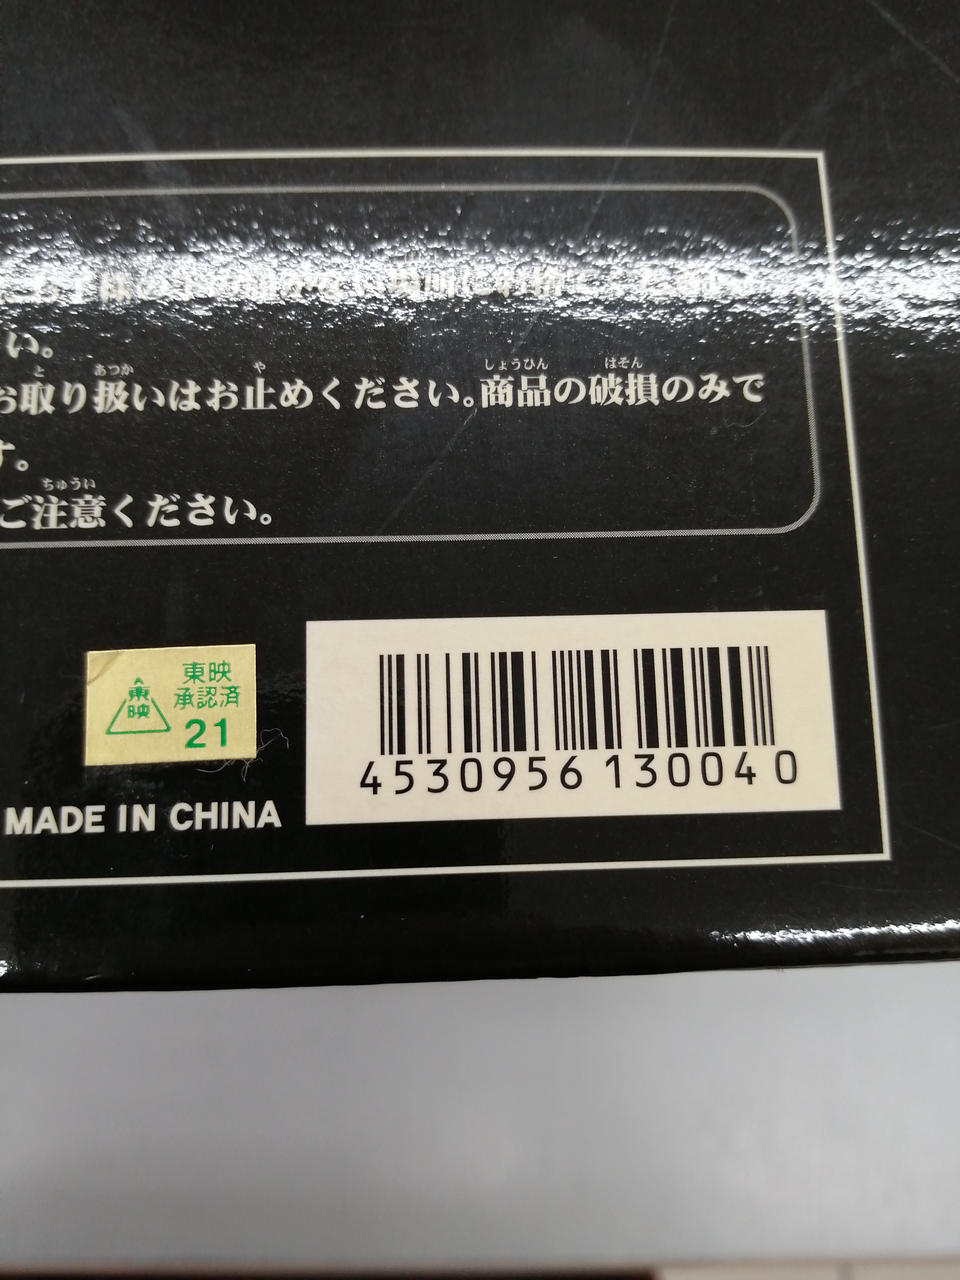 い。
お取り扱いはお止めください。商品の破損のみで
す。
ご注意ください。
東映
東映
承認済
21
MADE IN CHINA
4530956130040